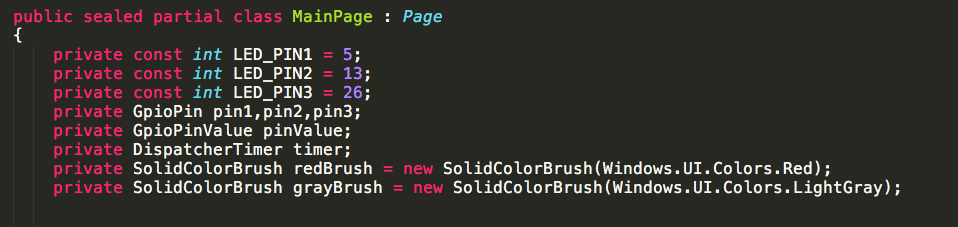 public sealed partial class MainPage : Page
{
private const int LED_PIN1 = 5;
private const int LED_PIN2 = 13;
private const int LED_PIN3 = 26;
private GpioPin pin1,pin2,pin3;
private GpioPinValue pinValue;
private DispatcherTimer timer;
private SolidColorBrush redBrush = new SolidColorBrush(Windows.UI.Colors.Red);
private SolidColorBrush grayBrush = new SolidColorBrush(Windows.UI.Colors.LightGray);